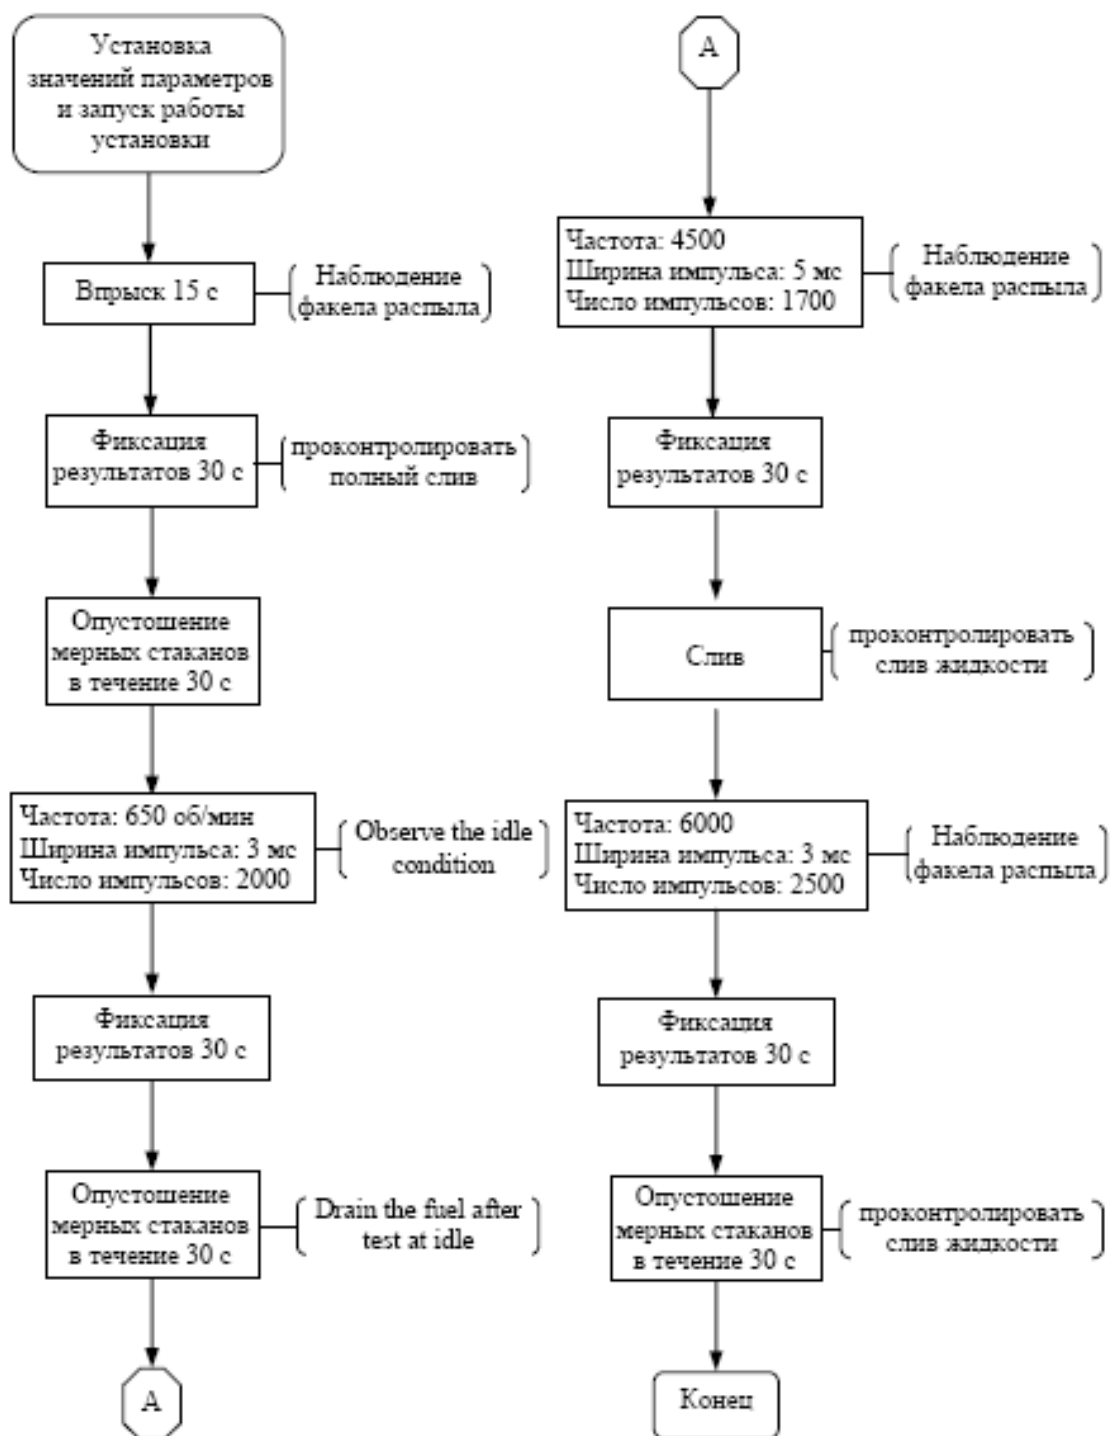 Установка
значений параметров
и запуск работы
установки
Впрыск 15 с
Наблюдение
факела распыла
Фиксация
результатов 30 с
проконтролировать
полный слив
Опустошение
мерных стаканов
в течение 30 с
Частота: 650 об/мин
Ширина импульса: 3 мс
Число импульсов: 2000
Observe the idle
condition
Фиксация
результатов 30 с
Опустошение
мерных стаканов
в течение 30 с
Drain the fuel after
test at idle
А
А
Частота: 4500
Ширина импульса: 5 мс
Число импульсов: 1700
Наблюдение
факела распыла
Фиксация
результатов 30 с
Слив
проконтролировать
слив жидкости
Частота: 6000
Ширина импульса: 3 мс
Число импульсов: 2500
Наблюдение
факела распыла
Фиксация
результатов 30 с
Опустошение
мерных стаканов
в течение 30 с
проконтролировать
слив жидкости
Конец